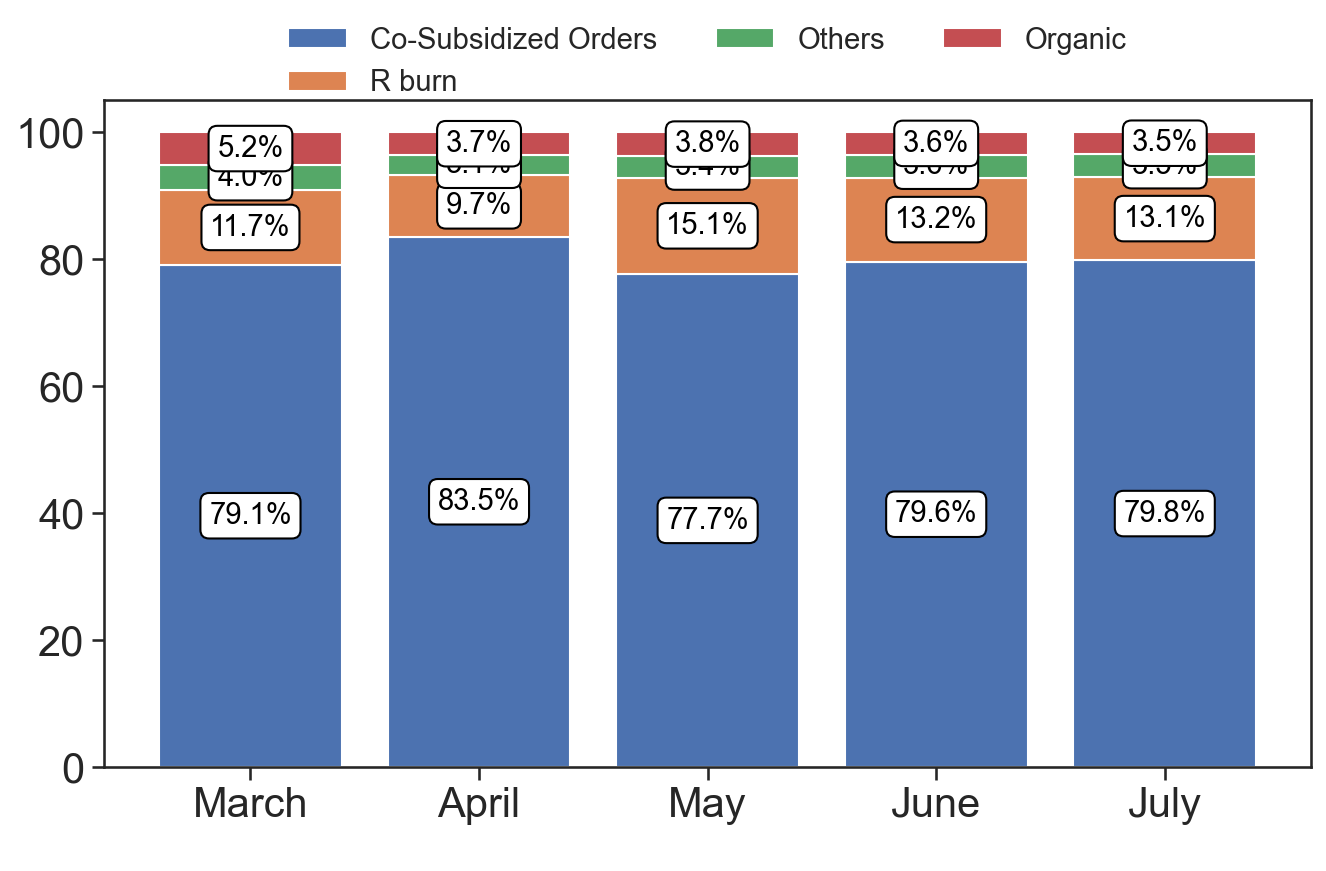 Co-Subsidized Orders Others Organic
R burn
100
80
60
40
20
0
5.2% 3.7% 3.8% 3.6% 3.5%
4.0%
11.7% 9.7% 15.1% 13.2% 13.1%
79.1% 83.5% 77.7% 79.6% 79.8%
March April May June July